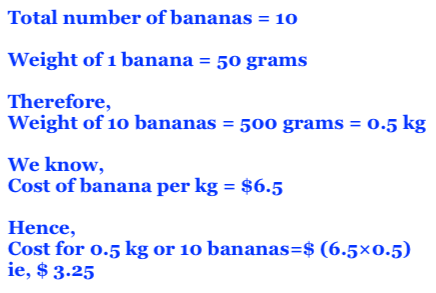 Total number of bananas = 10
Weight of 1 banana = 50 grams
Therefore,
Weight of 10 bananas = 500 grams = 0.5 kg
We know,
Cost of banana per kg = $6.5
Hence,
Cost for 0.5 kg or 10 bananas=$ (6.5×0.5)
ie, $ 3.25